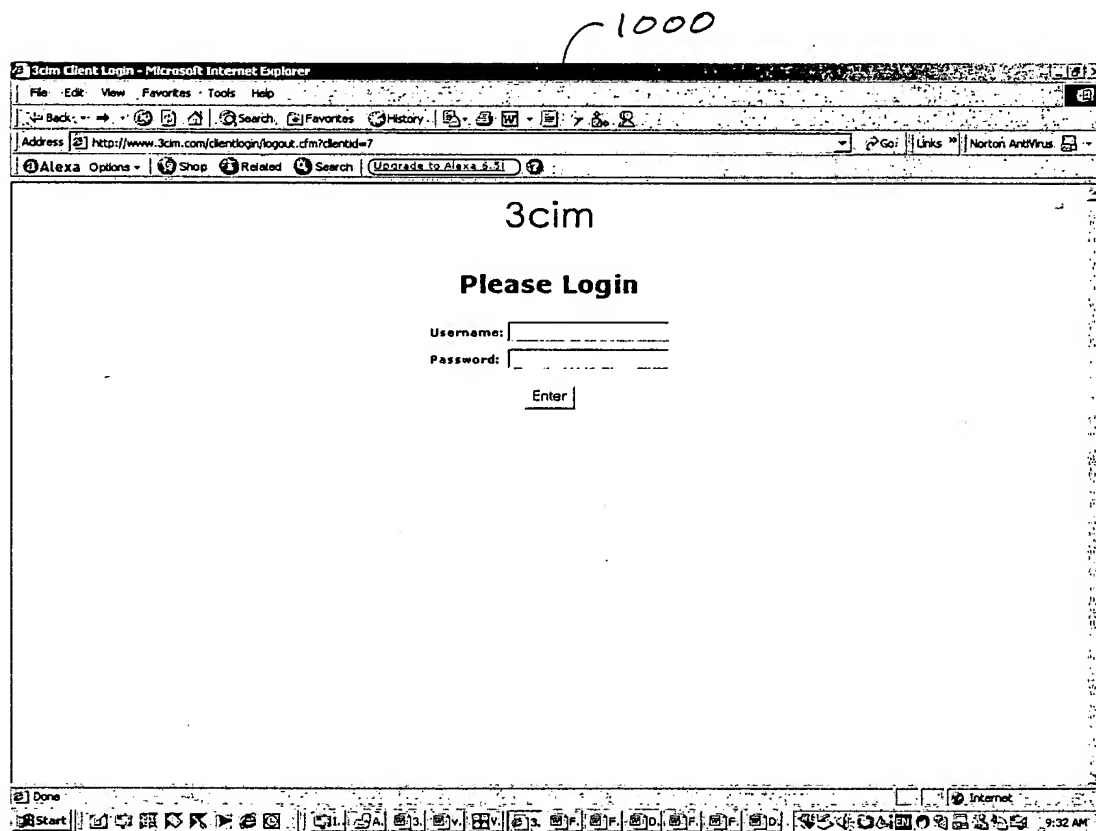 1000
3cim Client Login - Microsoft Internet Explorer
File Edit View Favorites Tools Help
Back Search Favorites History
Address http://www.3cim.com/clientlogin/logout.cfm?clientid=7 Go Links » Norton AntiVirus
Alexa Options Shop Related Search Upgrade to Alexa 6.5!
3cim
Please Login
Username:
Password:
Enter
Done Internet
Start 9:32 AM